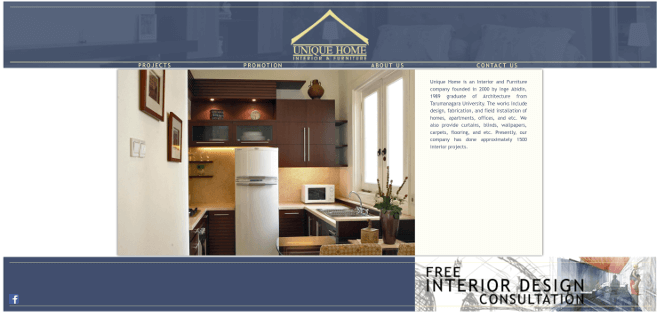 UNIQUE HOME
INTERIOR & FURNITURE
PROJECTS
PROMOTION
ABOUT US
CONTACT US
Unique Home is an Interior and Furniture
company founded in 2000 by Inge Abidin,
1989 graduate of architecture from
Tarumanagara University. The works include
design, fabrication, and field installation of
homes, apartments, offices, and etc. We
also provide curtains, blinds, wallpapers,
carpets, flooring, and etc. Presently, our
company has done approximately 1500
interior projects.
f
FREE
INTERIOR DESIGN
CONSULTATION